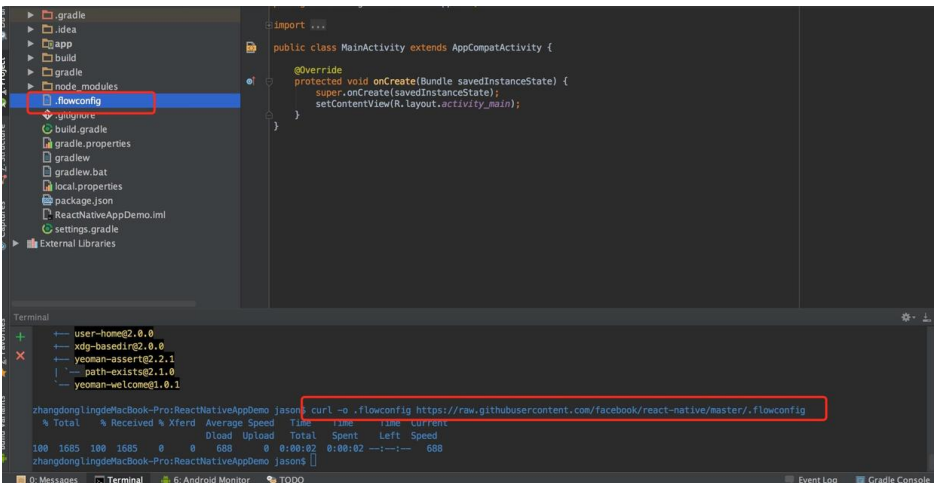 .gradle
.idea
app
build
gradle
node_modules
.flowconfig
.gitignore
build.gradle
gradle.properties
gradlew
gradlew.bat
local.properties
package.json
ReactNativeAppDemo.iml
settings.gradle
External Libraries
import ...
public class MainActivity extends AppCompatActivity {
@Override
protected void onCreate(Bundle savedInstanceState) {
super.onCreate(savedInstanceState);
setContentView(R.layout.activity_main);
}
}
Terminal
+-- user-home@2.0.0
+-- xdg-basedir@2.0.0
+-- yeoman-assert@2.2.1
| `-- path-exists@2.1.0
`-- yeoman-welcome@1.0.1
zhangdonglingdeMacBook-Pro:ReactNativeAppDemo jason$ curl -o .flowconfig https://raw.githubusercontent.com/facebook/react-native/master/.flowconfig
% Total % Received % Xferd Average Speed Time Time Time Current
Dload Upload Total Spent Left Speed
100 1685 100 1685 0 0 688 0 0:00:02 0:00:02 --:--:-- 688
zhangdonglingdeMacBook-Pro:ReactNativeAppDemo jason$
0: Messages Terminal 6: Android Monitor TODO Event Log Gradle Console